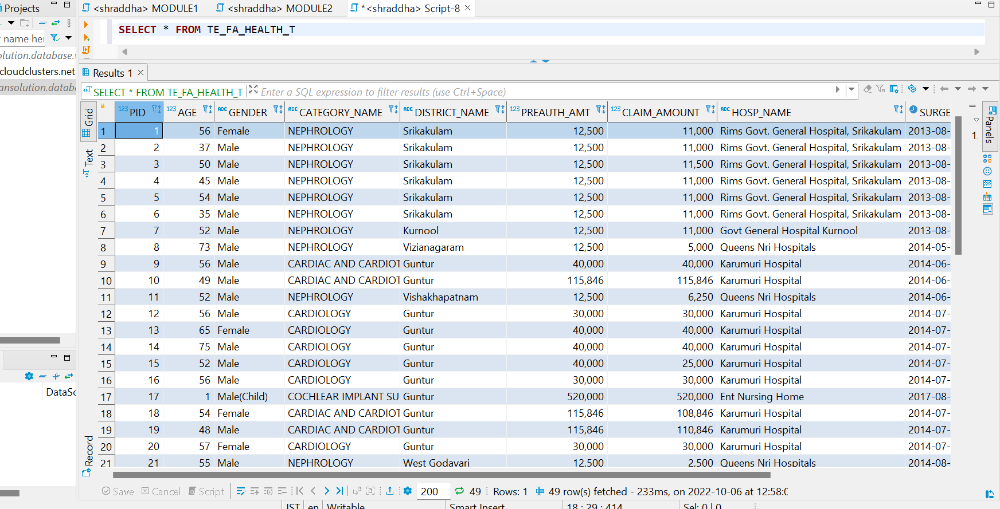 Projects
<shraddha> MODULE1 <shraddha> MODULE2 *<shraddha> Script-8
SELECT * FROM TE_FA_HEALTH_T
t name he
olution.database.
cloudclusters.net
ansolution.datab
Results 1
SELECT * FROM TE_FA_HEALTH_T Enter a SQL expression to filter results (use Ctrl+Space)
Grid
Text
Record
Panels
123 PID 123 AGE ABC GENDER ABC CATEGORY_NAME ABC DISTRICT_NAME 123 PREAUTH_AMT 123 CLAIM_AMOUNT ABC HOSP_NAME SURGE
1 1 56 Female NEPHROLOGY Srikakulam 12,500 11,000 Rims Govt. General Hospital, Srikakulam 2013-08-
2 2 37 Male NEPHROLOGY Srikakulam 12,500 11,000 Rims Govt. General Hospital, Srikakulam 2013-08-
3 3 50 Male NEPHROLOGY Srikakulam 12,500 11,500 Rims Govt. General Hospital, Srikakulam 2013-08-
4 4 45 Male NEPHROLOGY Srikakulam 12,500 11,000 Rims Govt. General Hospital, Srikakulam 2013-08-
5 5 54 Male NEPHROLOGY Srikakulam 12,500 11,000 Rims Govt. General Hospital, Srikakulam 2013-08-
6 6 35 Male NEPHROLOGY Srikakulam 12,500 11,000 Rims Govt. General Hospital, Srikakulam 2013-08-
7 7 52 Male NEPHROLOGY Kurnool 12,500 11,000 Govt General Hospital Kurnool 2013-08-
8 8 73 Male NEPHROLOGY Vizianagaram 12,500 5,000 Queens Nri Hospitals 2014-05-
9 9 56 Male CARDIAC AND CARDIOT Guntur 40,000 40,000 Karumuri Hospital 2014-06-
10 10 49 Male CARDIAC AND CARDIOT Guntur 115,846 115,846 Karumuri Hospital 2014-06-
11 11 52 Male NEPHROLOGY Vishakhapatnam 12,500 6,250 Queens Nri Hospitals 2014-06-
12 12 56 Male CARDIOLOGY Guntur 30,000 30,000 Karumuri Hospital 2014-07-
13 13 65 Female CARDIOLOGY Guntur 40,000 40,000 Karumuri Hospital 2014-07-
14 14 75 Male CARDIOLOGY Guntur 40,000 40,000 Karumuri Hospital 2014-07-
15 15 52 Male CARDIOLOGY Guntur 40,000 25,000 Karumuri Hospital 2014-07-
16 16 56 Male CARDIOLOGY Guntur 30,000 30,000 Karumuri Hospital 2014-07-
17 17 1 Male(Child) COCHLEAR IMPLANT SU Guntur 520,000 520,000 Ent Nursing Home 2017-08-
18 18 54 Female CARDIAC AND CARDIOT Guntur 115,846 108,846 Karumuri Hospital 2014-07-
19 19 48 Male CARDIAC AND CARDIOT Guntur 115,846 110,846 Karumuri Hospital 2014-07-
20 20 57 Female CARDIOLOGY Guntur 30,000 30,000 Karumuri Hospital 2014-07-
21 21 55 Male NEPHROLOGY West Godavari 12,500 2,500 Queens Nri Hospitals 2014-08-
1.
DataSc
Save Cancel Script 200 49 Rows: 1 49 row(s) fetched - 233ms, on 2022-10-06 at 12:58:0
IST en Writable Smart Insert 18 : 29 : 414 Sel: 0 | 0